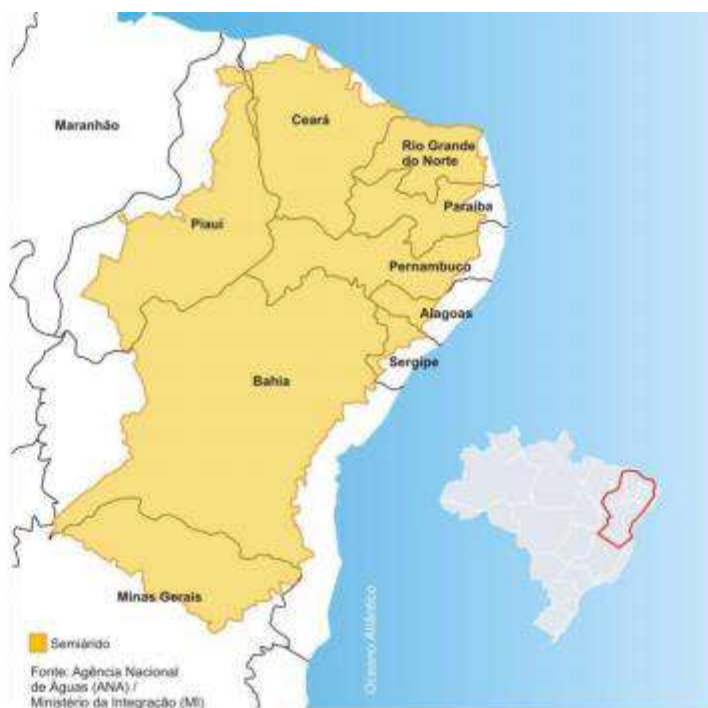 Maranhão
Ceará
Rio Grande
do Norte
Paraíba
Piauí
Pernambuco
Alagoas
Sergipe
Bahia
Minas Gerais
Oceano Atlântico
Semiárido
Fonte: Agência Nacional
de Águas (ANA) /
Ministério da Integração (MI)